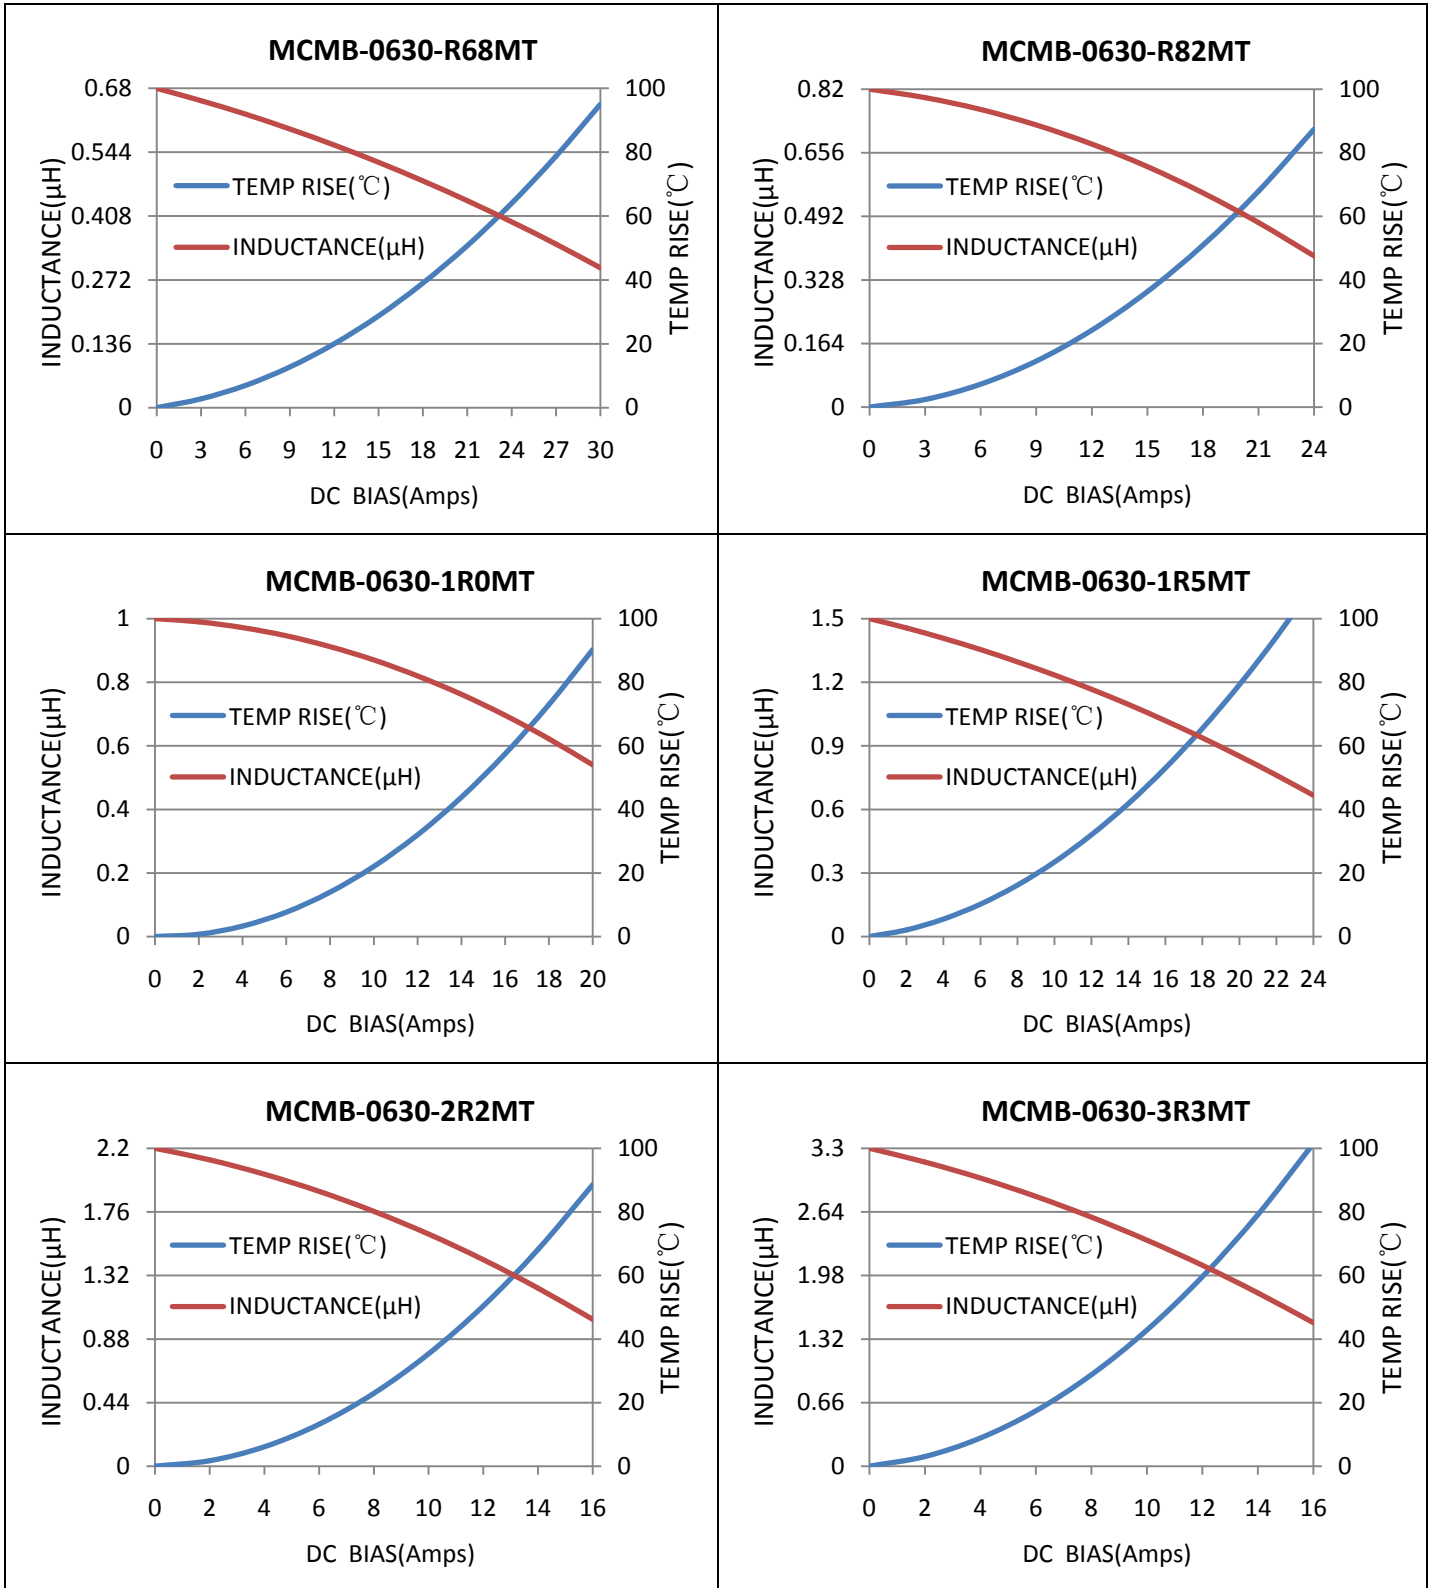 MCMB-0630-R68MT
INDUCTANCE(μH)
0.68
0.544
0.408
0.272
0.136
0
TEMP RISE(℃)
INDUCTANCE(μH)
100
80
60
40
20
0
TEMP RISE(℃)
0 3 6 9 12 15 18 21 24 27 30
DC BIAS(Amps)
MCMB-0630-R82MT
INDUCTANCE(μH)
0.82
0.656
0.492
0.328
0.164
0
TEMP RISE(℃)
INDUCTANCE(μH)
100
80
60
40
20
0
TEMP RISE(℃)
0 3 6 9 12 15 18 21 24
DC BIAS(Amps)
MCMB-0630-1R0MT
INDUCTANCE(μH)
1
0.8
0.6
0.4
0.2
0
TEMP RISE(℃)
INDUCTANCE(μH)
100
80
60
40
20
0
TEMP RISE(℃)
0 2 4 6 8 10 12 14 16 18 20
DC BIAS(Amps)
MCMB-0630-1R5MT
INDUCTANCE(μH)
1.5
1.2
0.9
0.6
0.3
0
TEMP RISE(℃)
INDUCTANCE(μH)
100
80
60
40
20
0
TEMP RISE(℃)
0 2 4 6 8 10 12 14 16 18 20 22 24
DC BIAS(Amps)
MCMB-0630-2R2MT
INDUCTANCE(μH)
2.2
1.76
1.32
0.88
0.44
0
TEMP RISE(℃)
INDUCTANCE(μH)
100
80
60
40
20
0
TEMP RISE(℃)
0 2 4 6 8 10 12 14 16
DC BIAS(Amps)
MCMB-0630-3R3MT
INDUCTANCE(μH)
3.3
2.64
1.98
1.32
0.66
0
TEMP RISE(℃)
INDUCTANCE(μH)
100
80
60
40
20
0
TEMP RISE(℃)
0 2 4 6 8 10 12 14 16
DC BIAS(Amps)